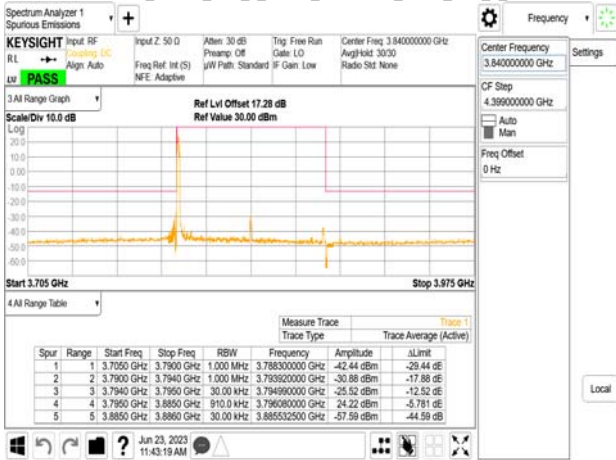 Spectrum Analyzer 1
Spurious Emissions
+
Frequency
KEYSIGHT Input: RF
RL
Coupling: DC
Align: Auto
Input Z: 50 Ω
Freq Ref: Int (S)
NFE: Adaptive
Atten: 30 dB
Preamp: Off
µW Path: Standard
Trig: Free Run
Gate: LO
IF Gain: Low
Center Freq: 3.840000000 GHz
Avg|Hold: 30/30
Radio Std: None
PASS
Center Frequency
3.840000000 GHz
Settings
CF Step
4.399000000 GHz
Auto
Man
Freq Offset
0 Hz
Local
3 All Range Graph
Scale/Div 10.0 dB
Ref Lvl Offset 17.28 dB
Ref Value 30.00 dBm
Log
20.0
10.0
0.00
-10.0
-20.0
-30.0
-40.0
-50.0
-60.0
Start 3.705 GHz
Stop 3.975 GHz
4 All Range Table
Measure Trace Trace 1
Trace Type Trace Average (Active)
Spur Range Start Freq Stop Freq RBW Frequency Amplitude ΔLimit
1 1 3.7050 GHz 3.7900 GHz 1.000 MHz 3.788300000 GHz -42.44 dBm -29.44 dB
2 2 3.7900 GHz 3.7940 GHz 1.000 MHz 3.793920000 GHz -30.88 dBm -17.88 dB
3 3 3.7940 GHz 3.7950 GHz 30.00 kHz 3.794990000 GHz -25.52 dBm -12.52 dB
4 4 3.7950 GHz 3.8850 GHz 910.0 kHz 3.796080000 GHz 24.22 dBm -5.781 dB
5 5 3.8850 GHz 3.8860 GHz 30.00 kHz 3.885532500 GHz -57.59 dBm -44.59 dB
?
Jun 23, 2023
11:43:19 AM